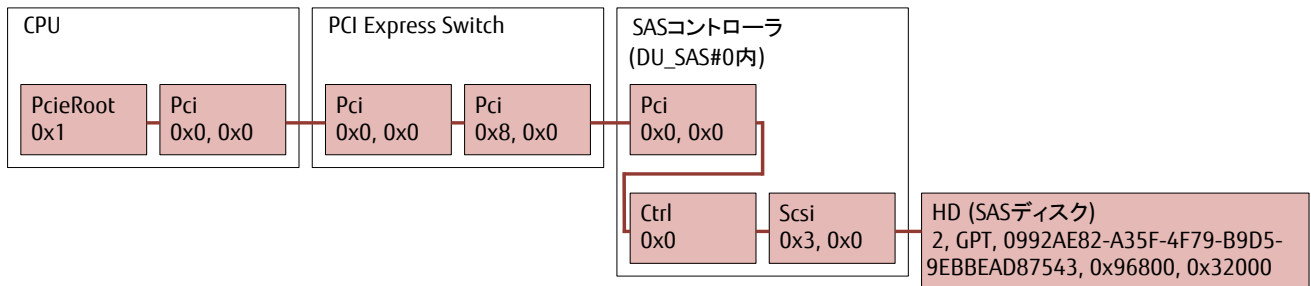 CPU
PcieRoot
0x1
Pci
0x0, 0x0
PCI Express Switch
Pci
0x0, 0x0
Pci
0x8, 0x0
SASコントローラ
(DU_SAS#0内)
Pci
0x0, 0x0
Ctrl
0x0
Scsi
0x3, 0x0
HD (SASディスク)
2, GPT, 0992AE82-A35F-4F79-B9D5-
9EBBEAD87543, 0x96800, 0x32000